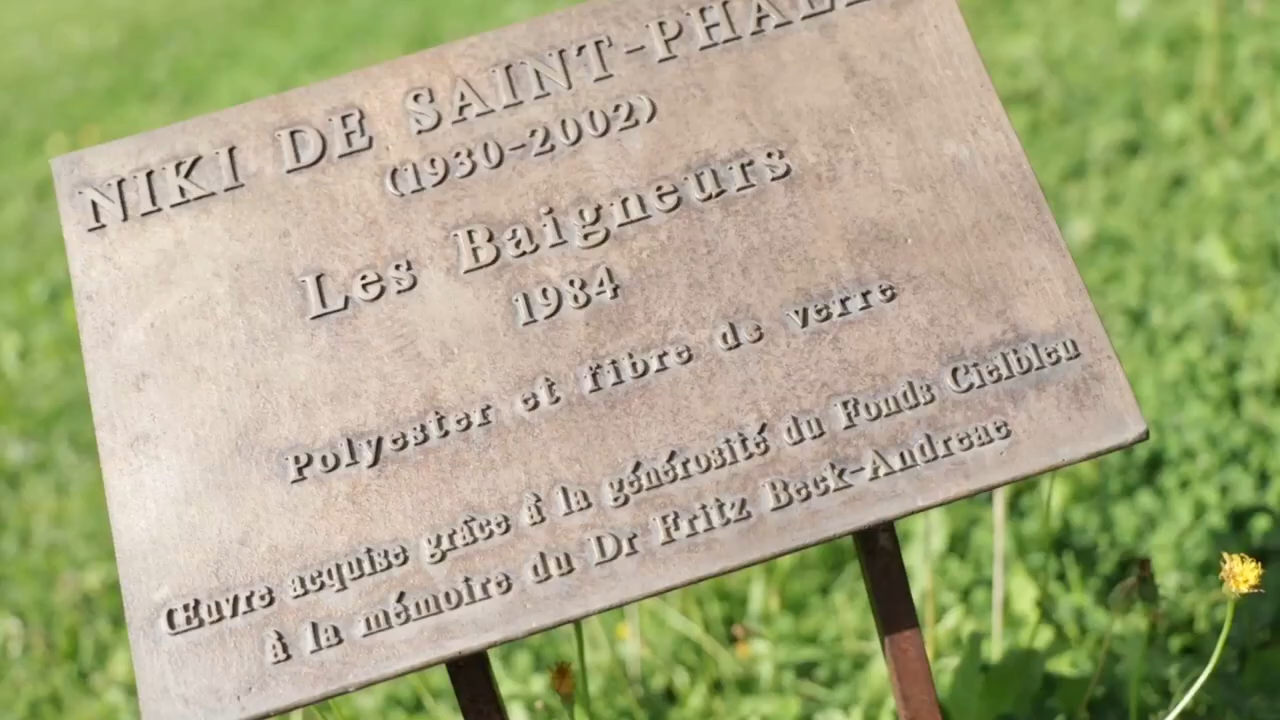 NIKI DE SAINT-PHALL
(1930-2002)
Les Baigneurs
1984
Polyester et fibre de verre
Œuvre acquise grâce à la générosité du Fonds Cielbleu
à la mémoire du Dr Fritz Beck-Andreae